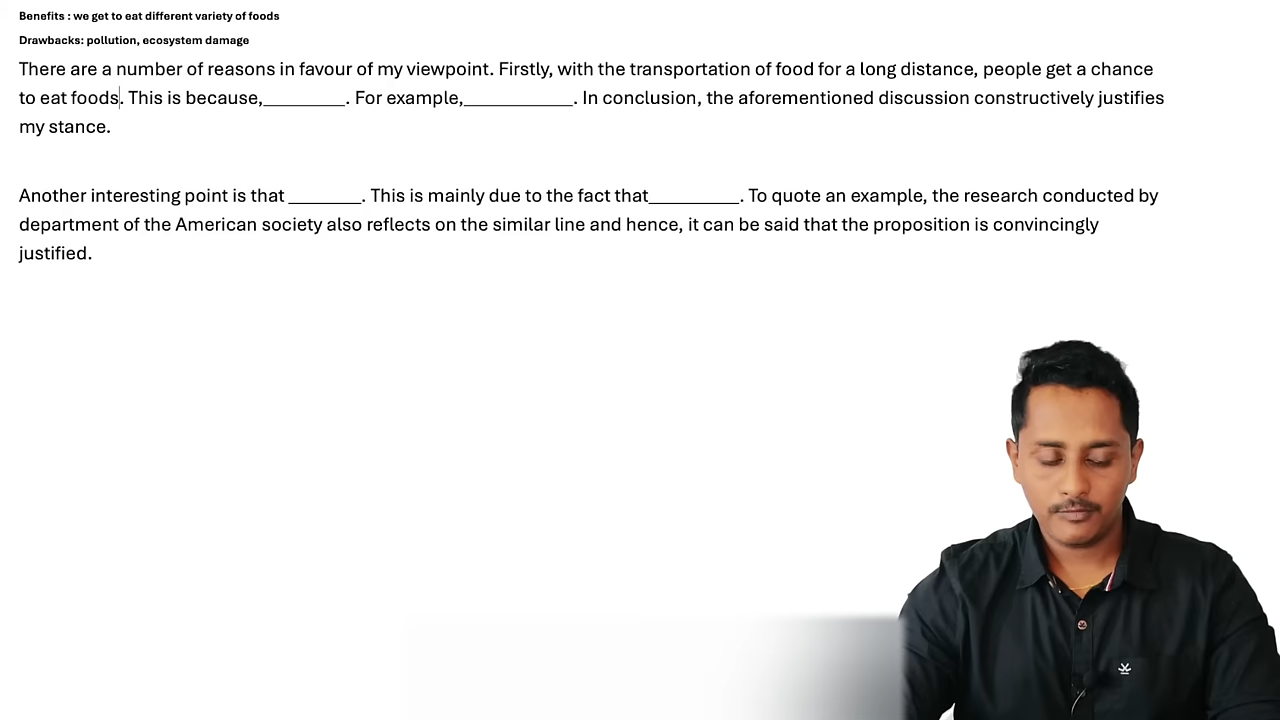 Benefits : we get to eat different variety of foods
Drawbacks: pollution, ecosystem damage
There are a number of reasons in favour of my viewpoint. Firstly, with the transportation of food for a long distance, people get a chance
to eat foods. This is because,_________. For example,____________. In conclusion, the aforementioned discussion constructively justifies
my stance.
Another interesting point is that ________. This is mainly due to the fact that__________. To quote an example, the research conducted by
department of the American society also reflects on the similar line and hence, it can be said that the proposition is convincingly
justified.